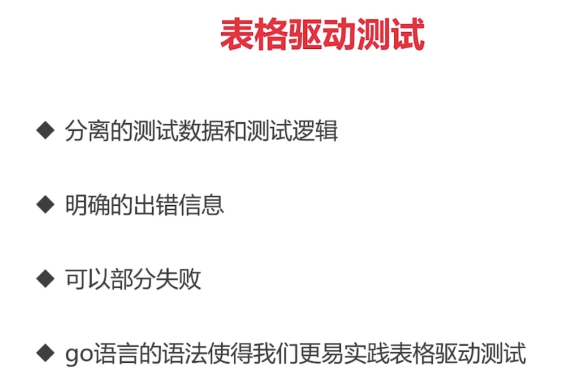 表格驱动测试
◆ 分离的测试数据和测试逻辑
◆ 明确的出错信息
◆ 可以部分失败
◆ go语言的语法使得我们更易实践表格驱动测试